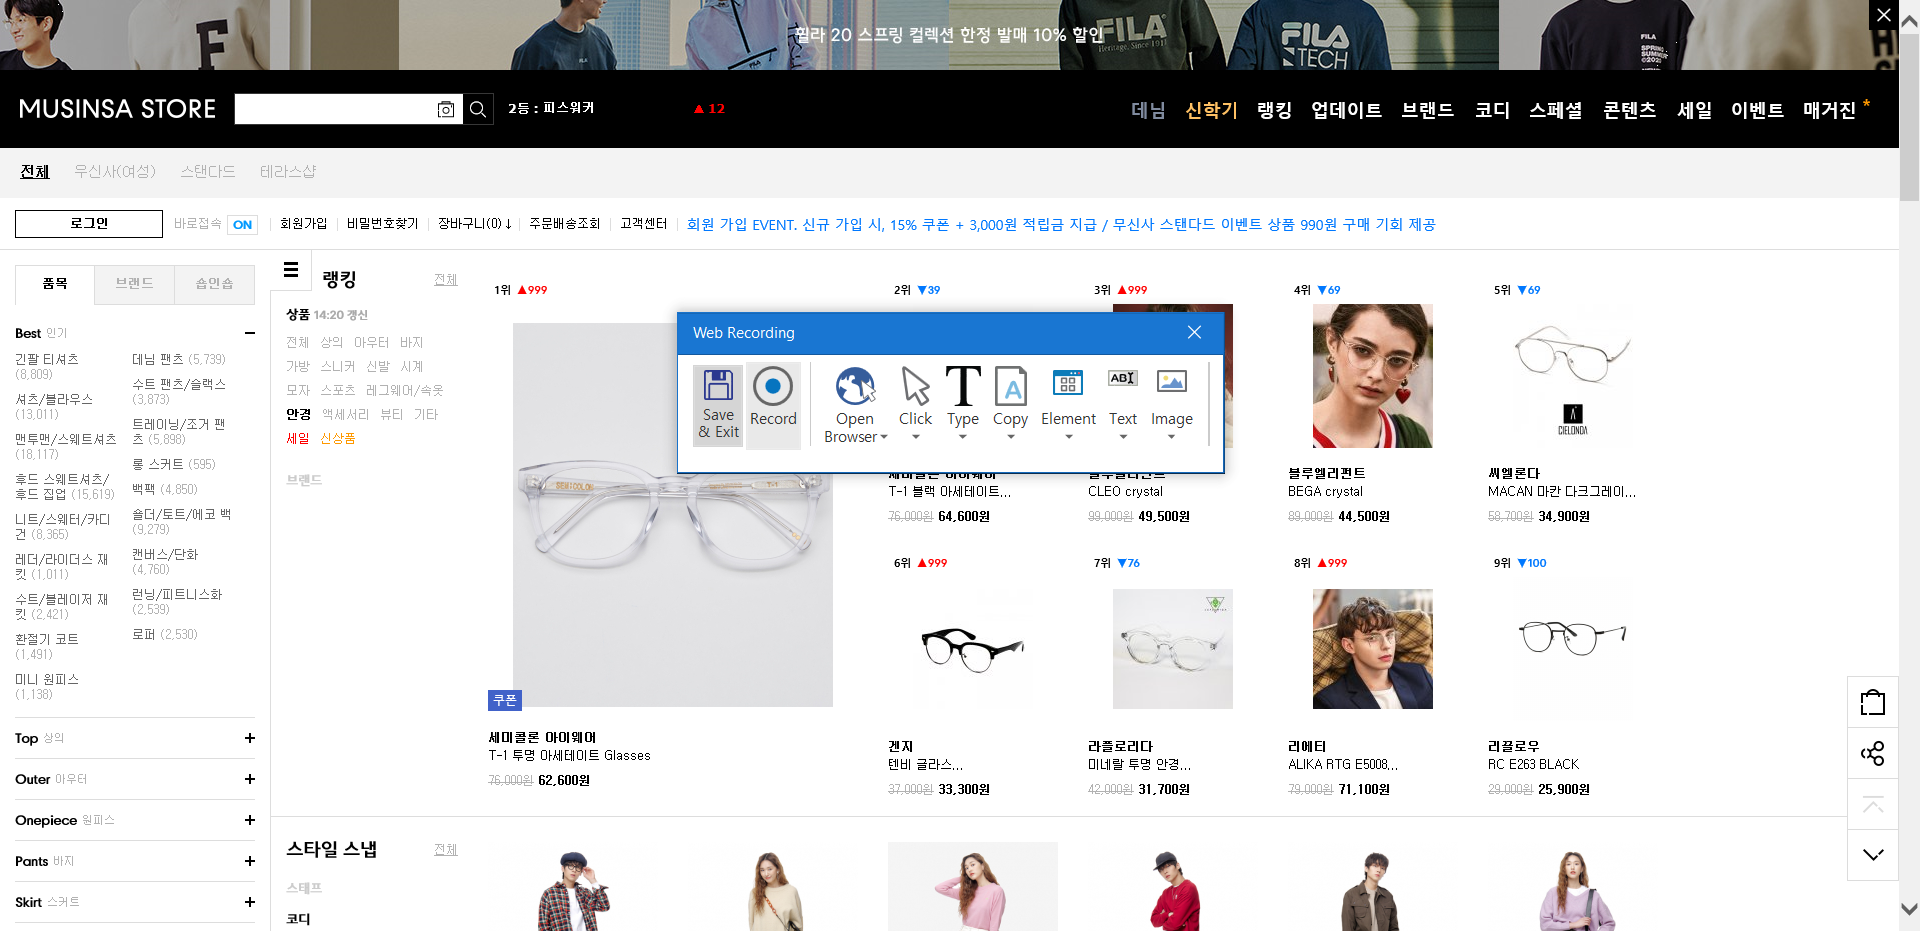 필라 20 스프링 컬렉션 한정 발매 10% 할인
MUSINSA STORE
2등 : 피스워커
▲ 12
데님 신학기 랭킹 업데이트 브랜드 코디 스페셜 콘텐츠 세일 이벤트 매거진 *
전체 무신사(여성) 스탠다드 테라스샵
로그인
바로접속 ON
회원가입 비밀번호찾기 장바구니(0)↓ 주문배송조회 고객센터
회원 가입 EVENT. 신규 가입 시, 15% 쿠폰 + 3,000원 적립금 지급 / 무신사 스탠다드 이벤트 상품 990원 구매 기회 제공
품목 브랜드 숍인숍
Best 인기
긴팔 티셔츠
(8,809)
셔츠/블라우스
(13,011)
맨투맨/스웨트셔츠
(18,117)
후드 스웨트셔츠/
후드 집업 (15,619)
니트/스웨터/카디
건 (8,365)
레더/라이더스 재
킷 (1,011)
수트/블레이저 재
킷 (2,421)
환절기 코트
(1,491)
미니 원피스
(1,138)
데님 팬츠 (5,739)
수트 팬츠/슬랙스
(3,873)
트레이닝/조거 팬
츠 (5,898)
롱 스커트 (595)
백팩 (4,850)
숄더/토트/에코 백
(9,279)
캔버스/단화
(4,760)
런닝/피트니스화
(2,539)
로퍼 (2,530)
Top 상의
Outer 아우터
Onepiece 원피스
Pants 바지
Skirt 스커트
랭킹
전체
상품 14:20 갱신
전체 상의 아우터 바지
가방 스니커 신발 시계
모자 스포츠 레그웨어/속옷
안경 액세서리 뷰티 기타
세일 신상품
브랜드
1위 ▲999
쿠폰
세미콜론 아이웨어
T-1 투명 아세테이트 Glasses
76,000원 62,600원
2위 ▼39
세미콜론 아이웨어
T-1 블랙 아세테이트...
76,000원 64,600원
3위 ▲999
블루엘리펀트
CLEO crystal
99,000원 49,500원
4위 ▼69
블루엘리펀트
BEGA crystal
89,000원 44,500원
5위 ▼69
CIELONDA
씨엘론다
MACAN 마칸 다크그레이...
58,700원 34,900원
6위 ▲999
겐지
텐비 글라스...
37,000원 33,300원
7위 ▼76
라플로리다
미네랄 투명 안경...
42,000원 31,700원
8위 ▲999
리에티
ALIKA RTG E5008...
79,000원 71,100원
9위 ▼100
리끌로우
RC E263 BLACK
29,000원 25,900원
Web Recording
Save
& Exit
Record
Open
Browser
Click
Type
Copy
Element
Text
Image
스타일 스냅
전체
스태프
코디
FILA
Heritage. Since 1911
FILA
TECH
FILA
SPRING
SUMMER